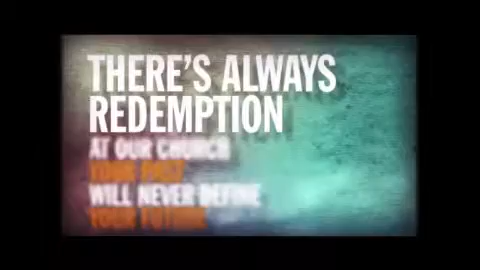 THERE'S ALWAYS
REDEMPTION
AT OUR CHURCH
YOUR PAST
WILL NEVER DEFINE
YOUR FUTURE